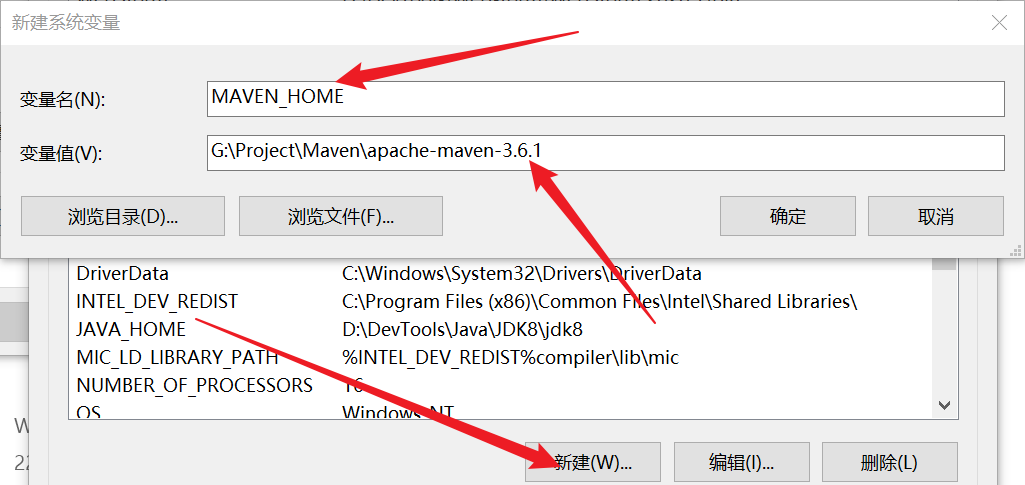 新建系统变量
变量名(N):
MAVEN_HOME
变量值(V):
G:\Project\Maven\apache-maven-3.6.1
浏览目录(D)...
浏览文件(F)...
确定
取消
DriverData C:\Windows\System32\Drivers\DriverData
INTEL_DEV_REDIST C:\Program Files (x86)\Common Files\Intel\Shared Libraries\
JAVA_HOME D:\DevTools\Java\JDK8\jdk8
MIC_LD_LIBRARY_PATH %INTEL_DEV_REDIST%compiler\lib\mic
NUMBER_OF_PROCESSORS 16
OS Windows_NT
W
22
新建(W)...
编辑(I)...
删除(L)